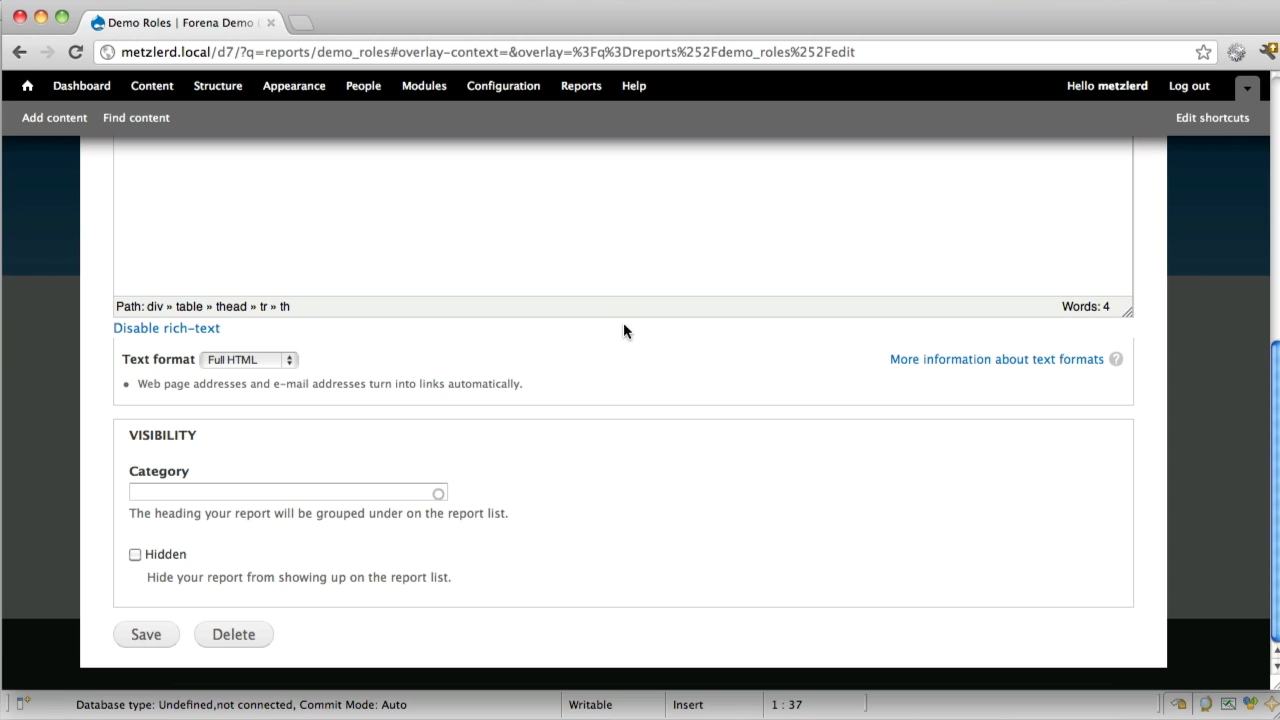 Demo Roles | Forena Demo
metzlerd.local/d7/?q=reports/demo_roles#overlay-context=&overlay=%3Fq%3Dreports%252Fdemo_roles%252Fedit
Dashboard Content Structure Appearance People Modules Configuration Reports Help Hello metzlerd Log out
Add content Find content Edit shortcuts
Path: div » table » thead » tr » th Words: 4
Disable rich-text
Text format Full HTML More information about text formats ?
• Web page addresses and e-mail addresses turn into links automatically.
VISIBILITY
Category
The heading your report will be grouped under on the report list.
Hidden
Hide your report from showing up on the report list.
Save Delete
Database type: Undefined,not connected, Commit Mode: Auto Writable Insert 1 : 37